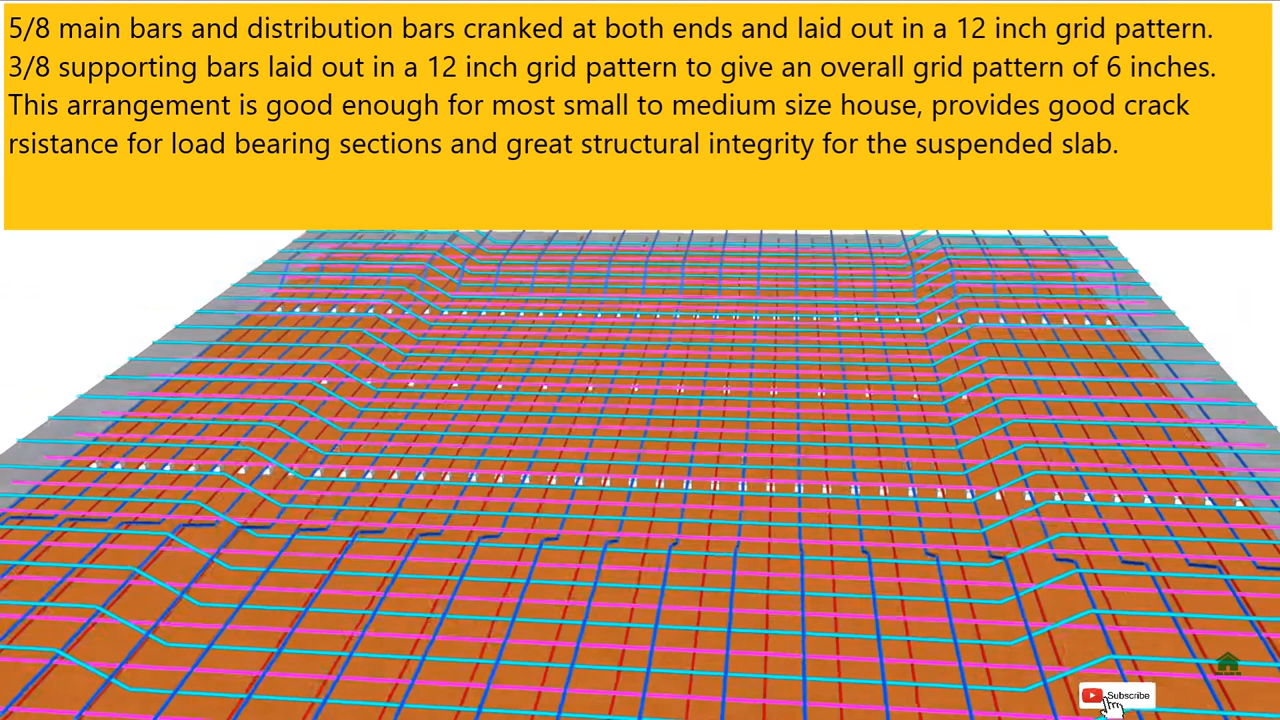 5/8 main bars and distribution bars cranked at both ends and laid out in a 12 inch grid pattern.
3/8 supporting bars laid out in a 12 inch grid pattern to give an overall grid pattern of 6 inches.
This arrangement is good enough for most small to medium size house, provides good crack
rsistance for load bearing sections and great structural integrity for the suspended slab.
Subscribe